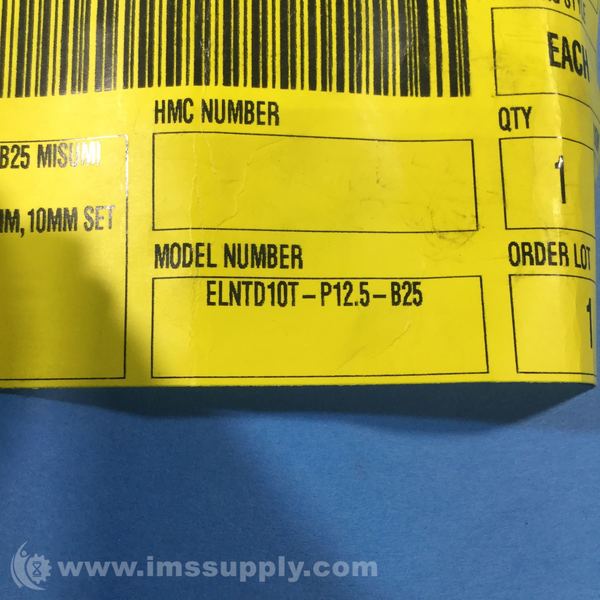 STYLE
EACH
HMC NUMBER
QTY
B25 MISUMI
1
MM, 10MM SET
MODEL NUMBER
ORDER LOT
ELNTD10T-P12.5-B25
1
www.imssupply.com